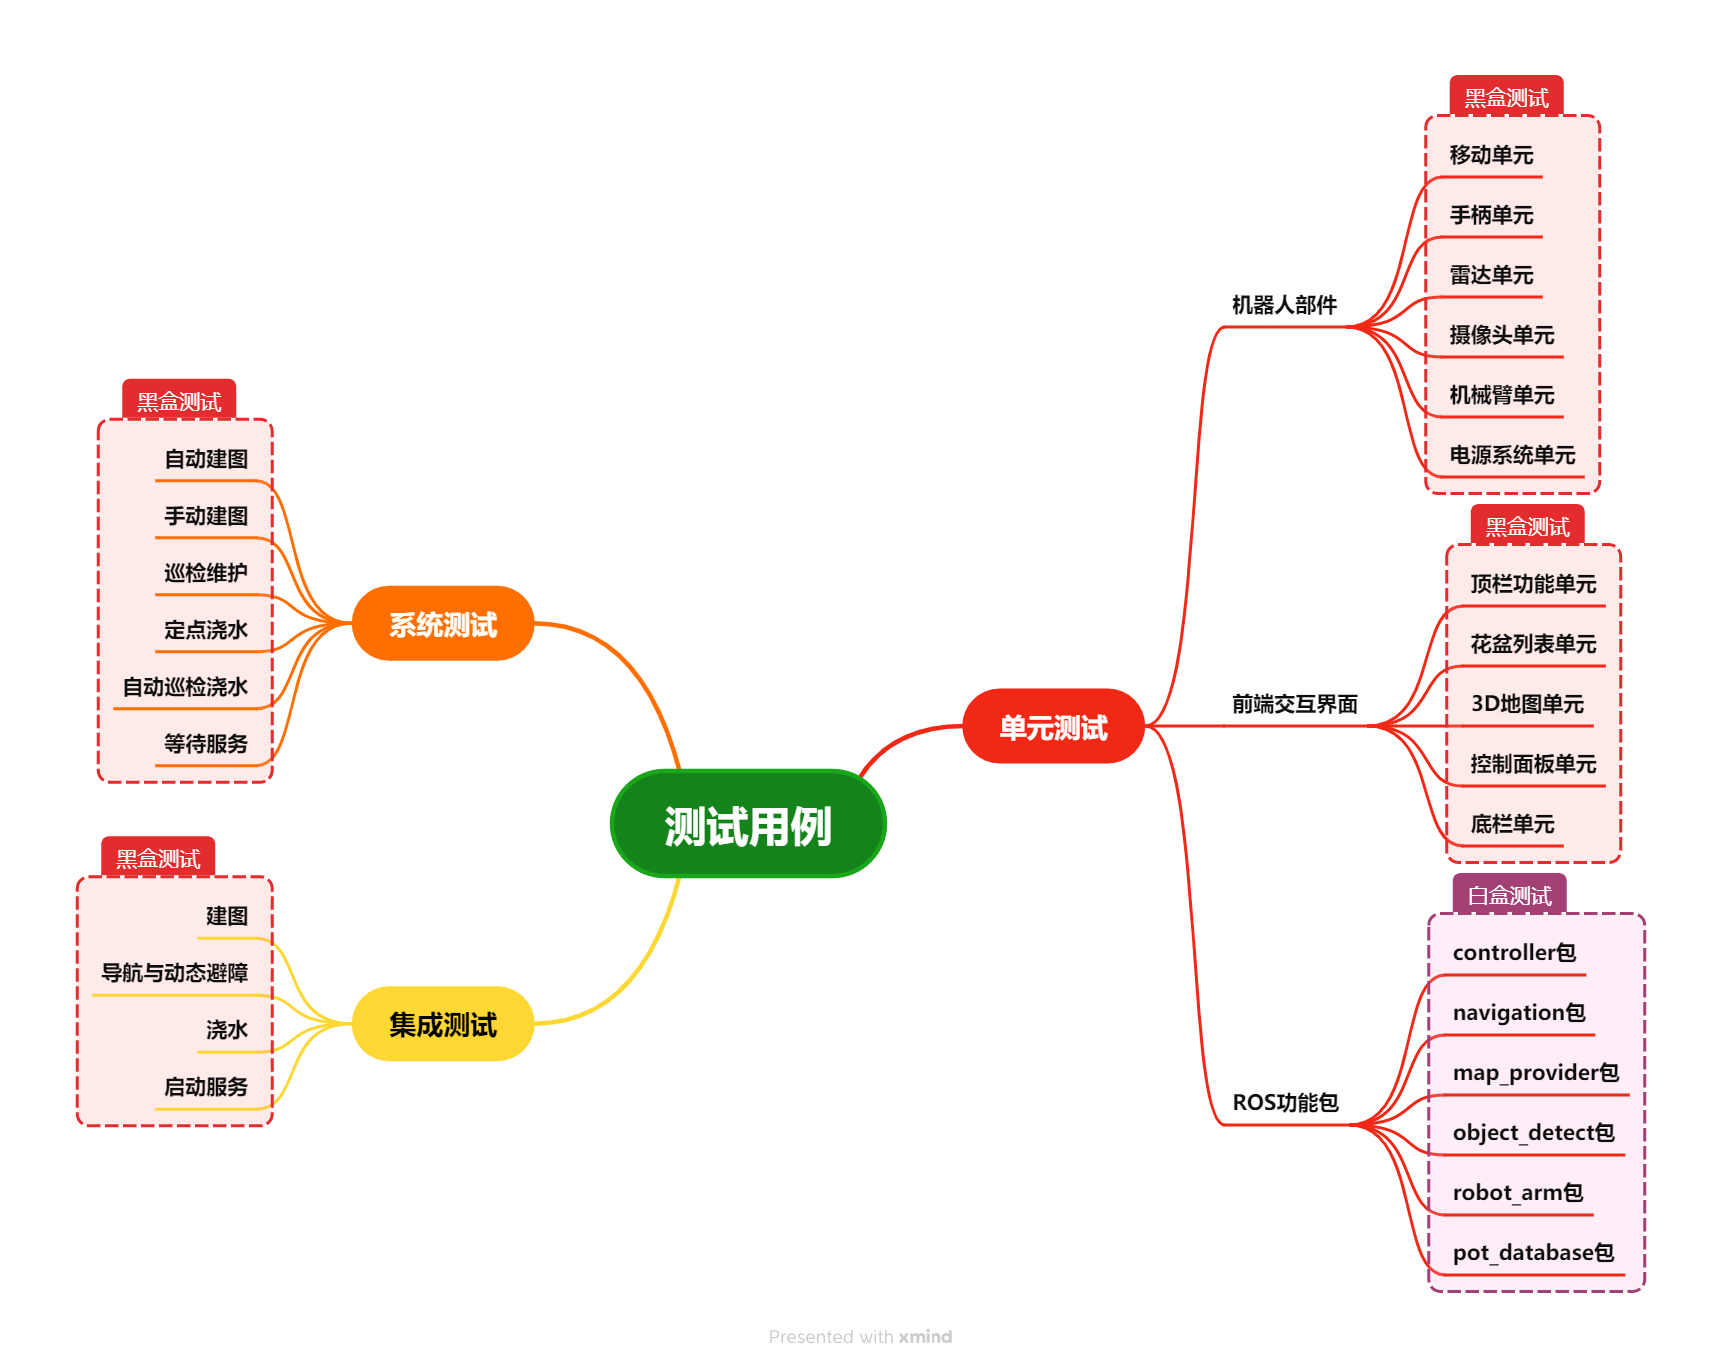 测试用例
单元测试
机器人部件
黑盒测试
移动单元
手柄单元
雷达单元
摄像头单元
机械臂单元
电源系统单元
前端交互界面
黑盒测试
顶栏功能单元
花盆列表单元
3D地图单元
控制面板单元
底栏单元
ROS功能包
白盒测试
controller包
navigation包
map_provider包
object_detect包
robot_arm包
pot_database包
系统测试
黑盒测试
自动建图
手动建图
巡检维护
定点浇水
自动巡检浇水
等待服务
集成测试
黑盒测试
建图
导航与动态避障
浇水
启动服务
Presented with xmind